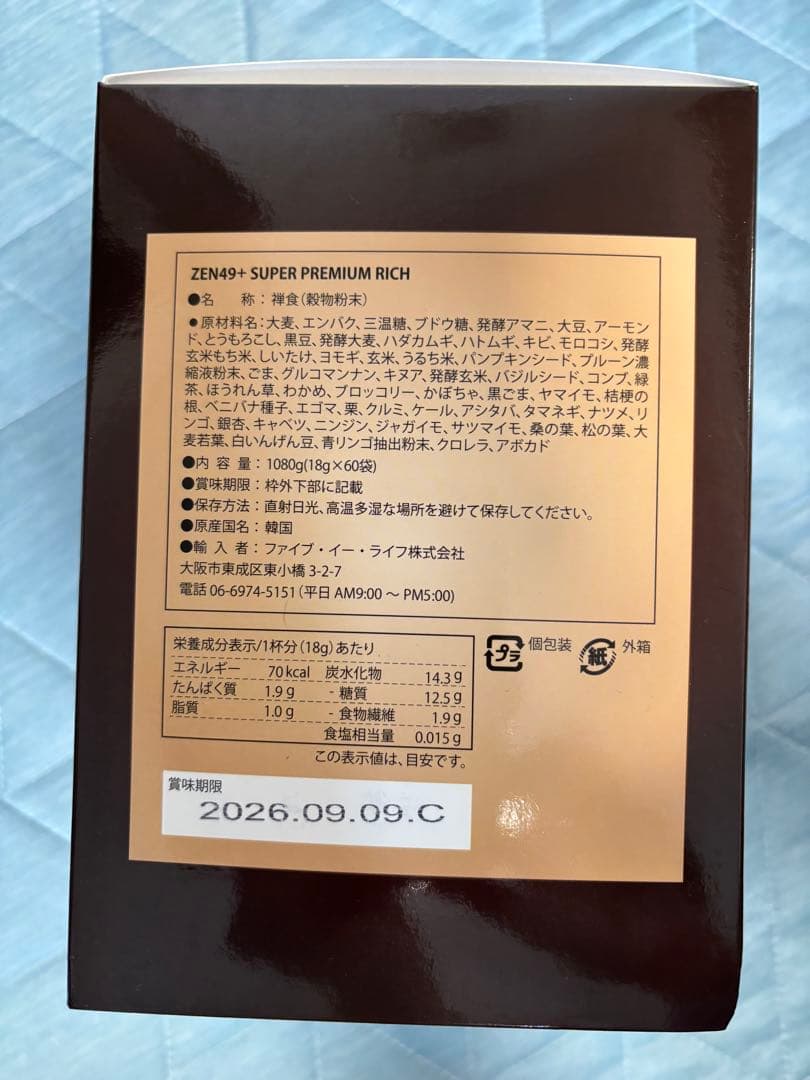 ZEN49+ SUPER PREMIUM RICH
●名　　称：禅食（穀物粉末）
●原材料名：大麦、エンバク、三温糖、ブドウ糖、発酵アマニ、大豆、アーモン
ド、とうもろこし、黒豆、発酵大麦、ハダカムギ、ハトムギ、キビ、モロコシ、発酵
玄米もち米、しいたけ、ヨモギ、玄米、うるち米、パンプキンシード、プルーン濃
縮液粉末、ごま、グルコマンナン、キヌア、発酵玄米、バジルシード、コンブ、緑
茶、ほうれん草、わかめ、ブロッコリー、かぼちゃ、黒ごま、ヤマイモ、桔梗の
根、ベニバナ種子、エゴマ、栗、クルミ、ケール、アシタバ、タマネギ、ナツメ、リ
ンゴ、銀杏、キャベツ、ニンジン、ジャガイモ、サツマイモ、桑の葉、松の葉、大
麦若葉、白いんげん豆、青リンゴ抽出粉末、クロレラ、アボカド
●内 容 量：1080g(18g×60袋)
●賞味期限：枠外下部に記載
●保存方法：直射日光、高温多湿な場所を避けて保存してください。
●原産国名：韓国
●輸 入 者：ファイブ・イー・ライフ株式会社
大阪市東成区東小橋 3-2-7
電話 06-6974-5151（平日 AM9:00 ～ PM5:00)
栄養成分表示/1杯分（18g）あたり
エネルギー 70kcal 炭水化物 14.3g
たんぱく質 1.9g - 糖質 12.5g
脂質 1.0g - 食物繊維 1.9g
食塩相当量 0.015g
この表示値は、目安です。
プラ 個包装 紙 外箱
賞味期限
2026.09.09.C